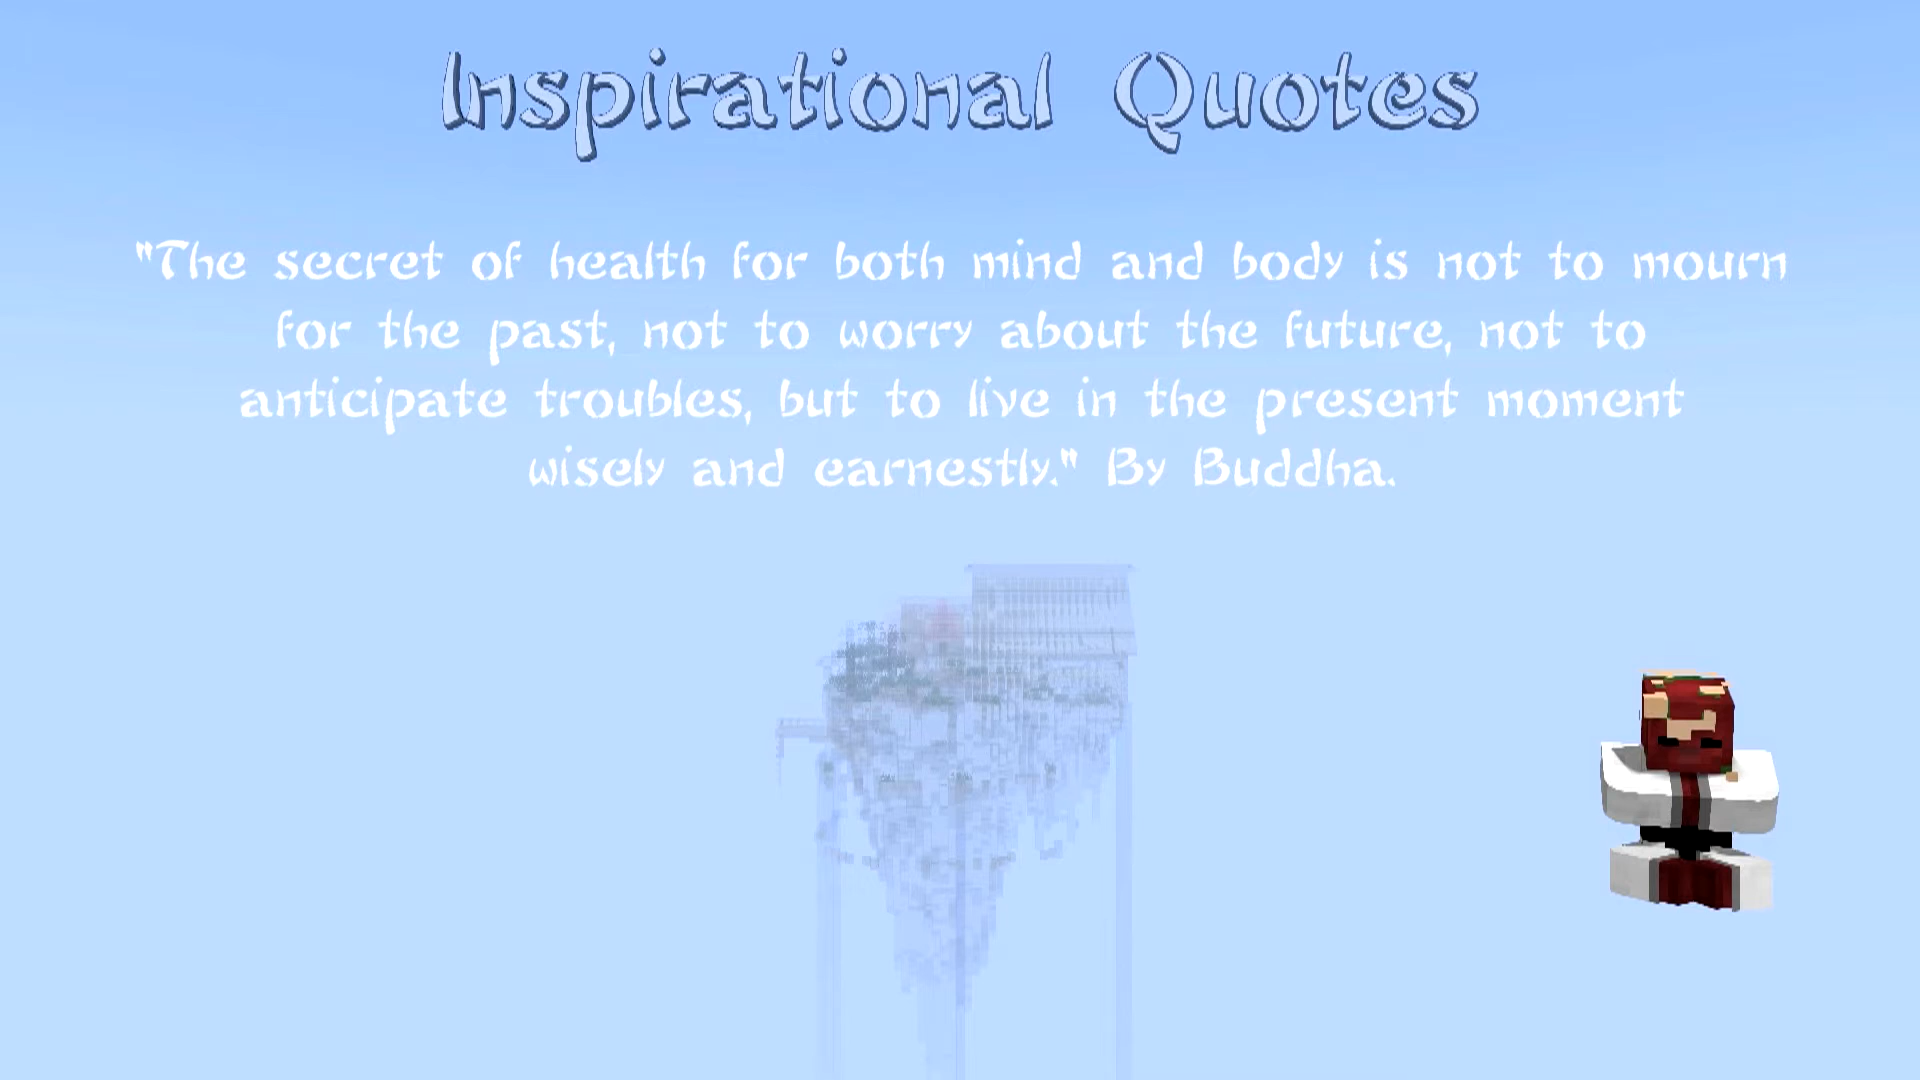 Inspirational Quotes
"The secret of health for both mind and body is not to mourn
for the past, not to worry about the future, not to
anticipate troubles, but to live in the present moment
wisely and earnestly." By Buddha.